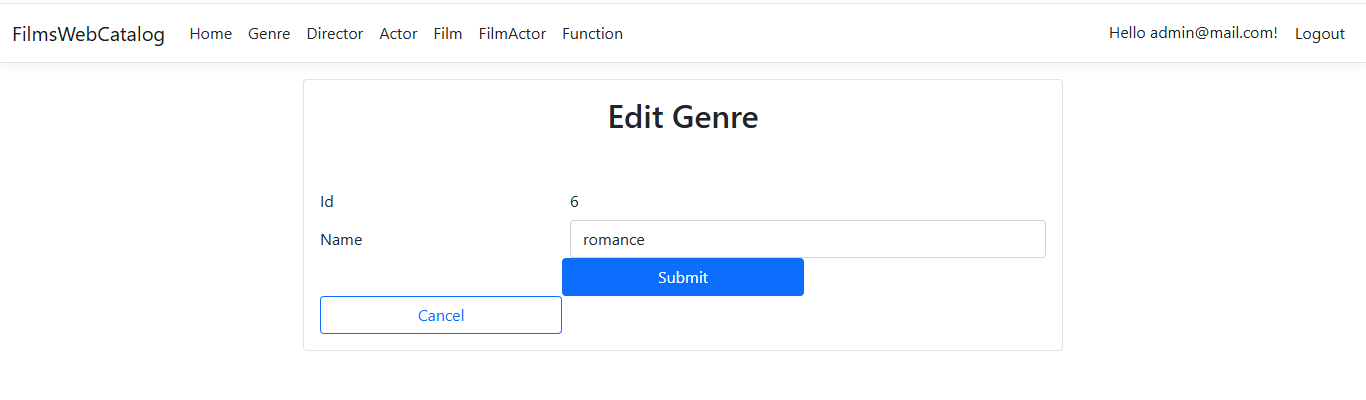 FilmsWebCatalog Home Genre Director Actor Film FilmActor Function Hello admin@mail.com! Logout
Edit Genre
Id 6
Name romance
Submit
Cancel